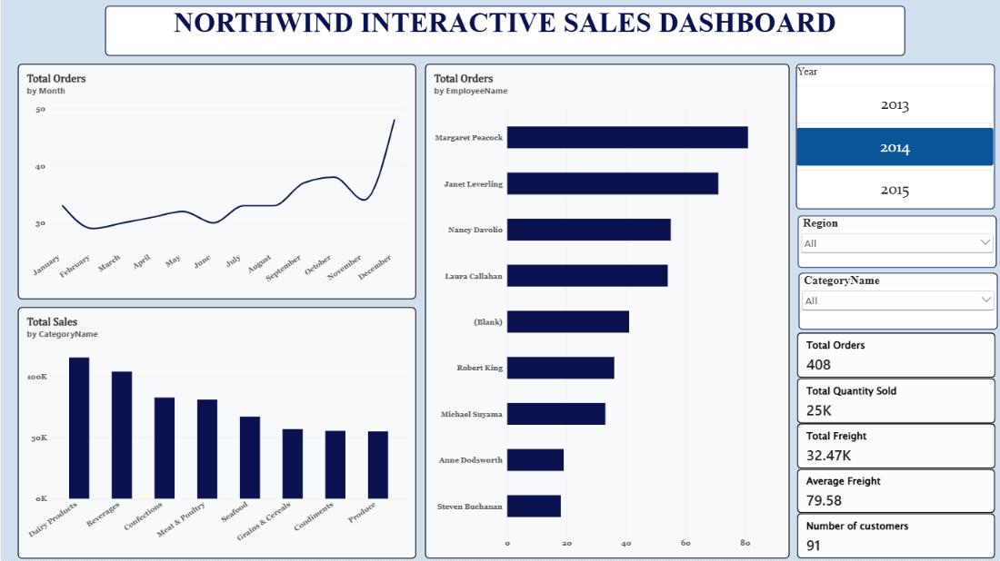 NORTHWIND INTERACTIVE SALES DASHBOARD
Total Orders
by Month
50
40
30
January
February
March
April
May
June
July
August
September
October
November
December
Total Sales
by CategoryName
100K
50K
0K
Dairy Products
Beverages
Confections
Meat & Poultry
Seafood
Grains & Cereals
Condiments
Produce
Total Orders
by EmployeeName
Margaret Peacock
Janet Leverling
Nancy Davolio
Laura Callahan
(Blank)
Robert King
Michael Suyama
Anne Dodsworth
Steven Buchanan
0 20 40 60 80
Year
2013
2014
2015
Region
All
CategoryName
All
Total Orders
408
Total Quantity Sold
25K
Total Freight
32.47K
Average Freight
79.58
Number of customers
91